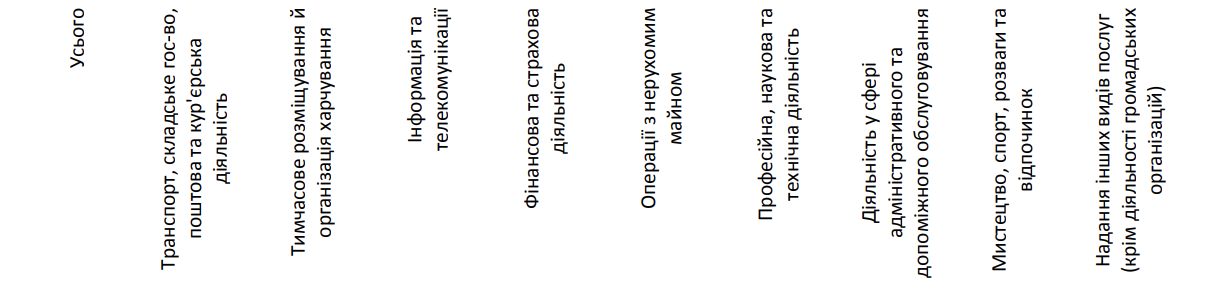 Усього
Транспорт, складське гос-во,
поштова та кур'єрська
діяльність
Тимчасове розміщування й
організація харчування
Інформація та
телекомунікації
Фінансова та страхова
діяльність
Операції з нерухомим
майном
Професійна, наукова та
технічна діяльність
Діяльність у сфері
адміністративного та
допоміжного обслуговування
Мистецтво, спорт, розваги та
відпочинок
Надання інших видів послуг
(крім діяльності громадських
організацій)